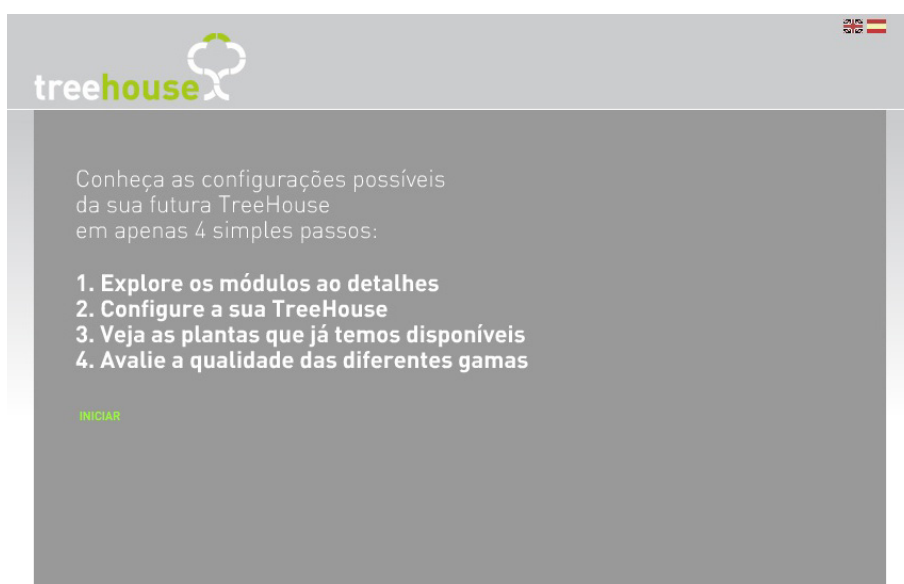 treehouse
Conheça as configurações possíveis
da sua futura TreeHouse
em apenas 4 simples passos:
1. Explore os módulos ao detalhes
2. Configure a sua TreeHouse
3. Veja as plantas que já temos disponíveis
4. Avalie a qualidade das diferentes gamas
INICIAR